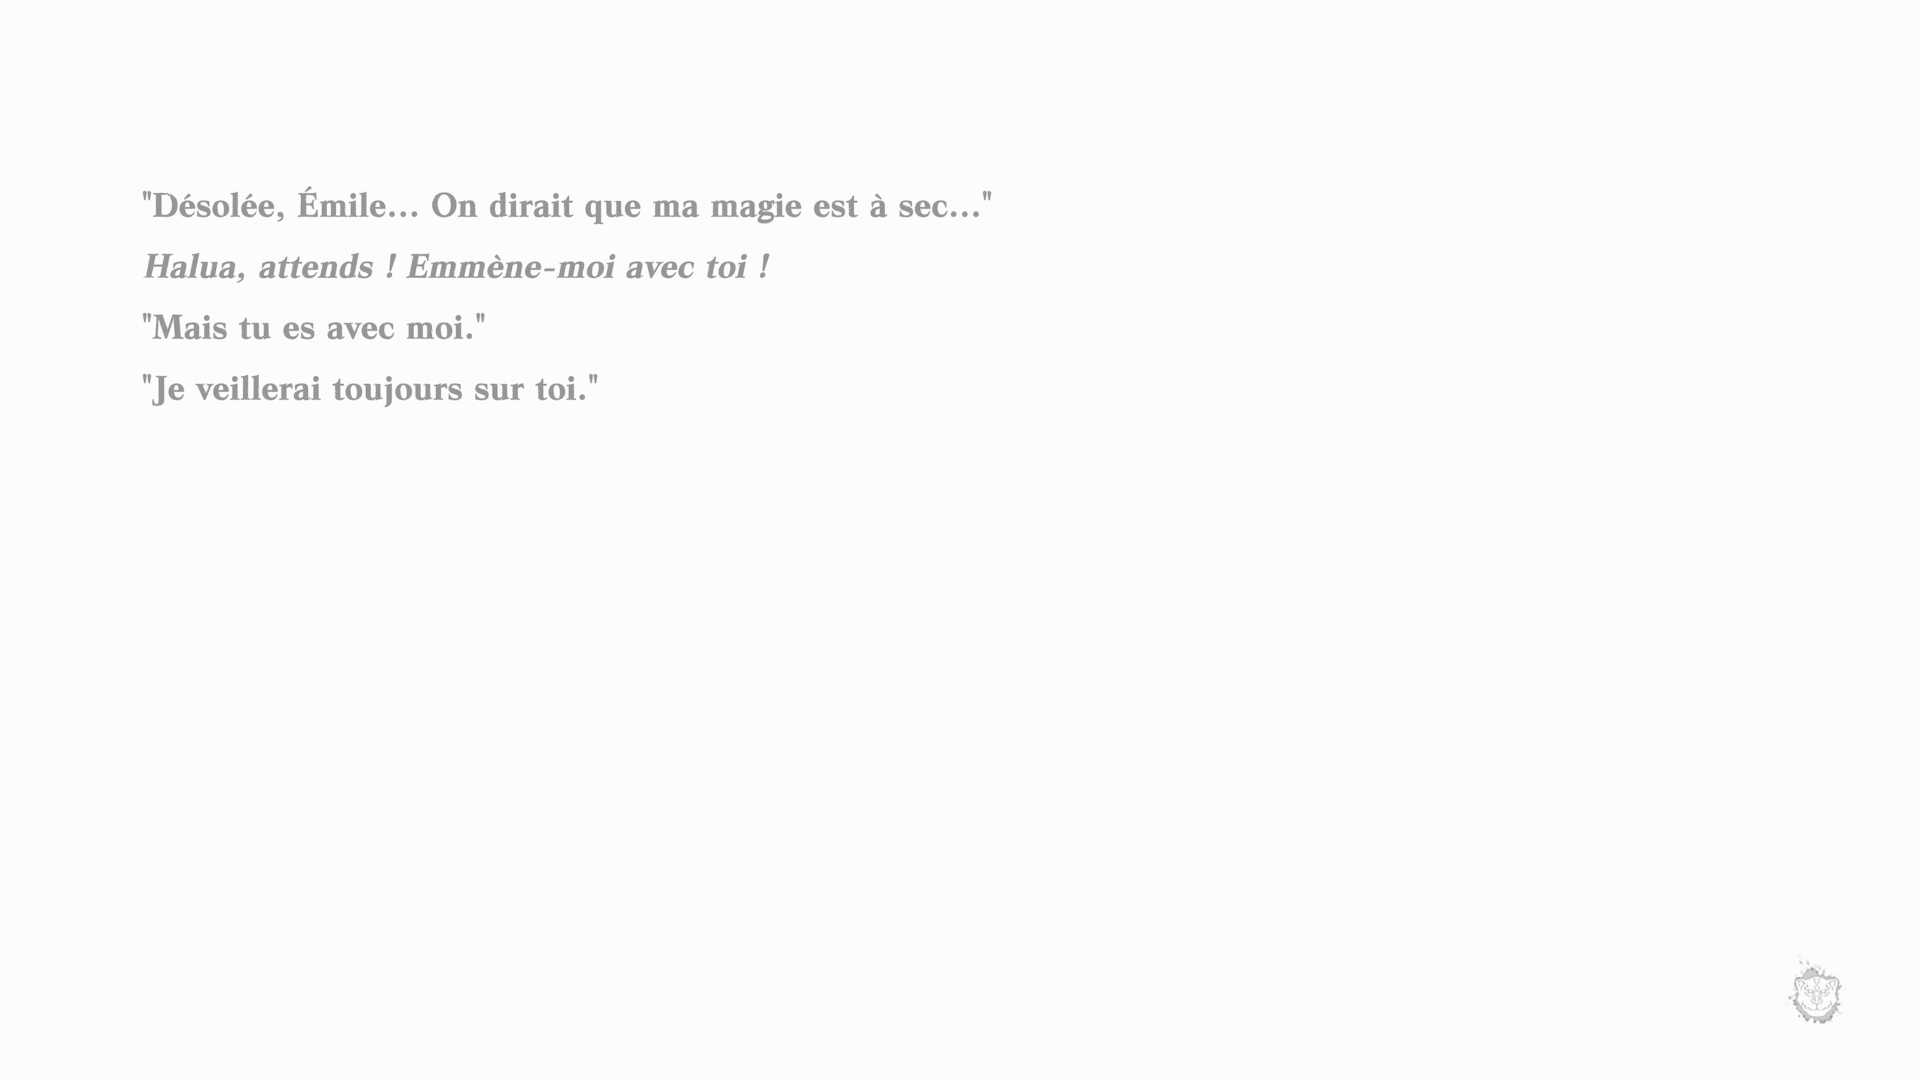 "Désolée, Émile... On dirait que ma magie est à sec..."
Halua, attends ! Emmène-moi avec toi !
"Mais tu es avec moi."
"Je veillerai toujours sur toi."